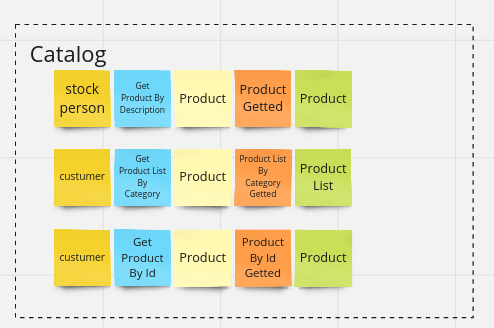 Catalog
stock
person
Get
Product By
Description
Product
Product
Getted
Product
custumer
Get
Product List
By
Category
Product
Product List
By
Category
Getted
Product
List
custumer
Get
Product
By Id
Product
Product
By Id
Getted
Product